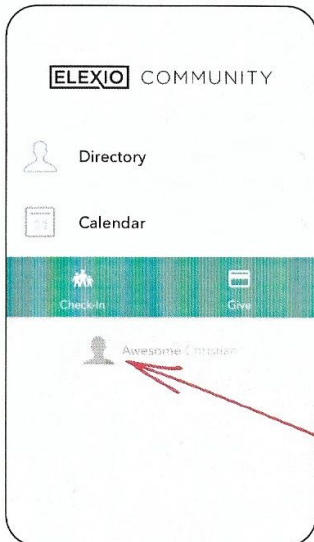 ELEXIO COMMUNITY
Directory
Calendar
Check-In Give
Awesome Christian